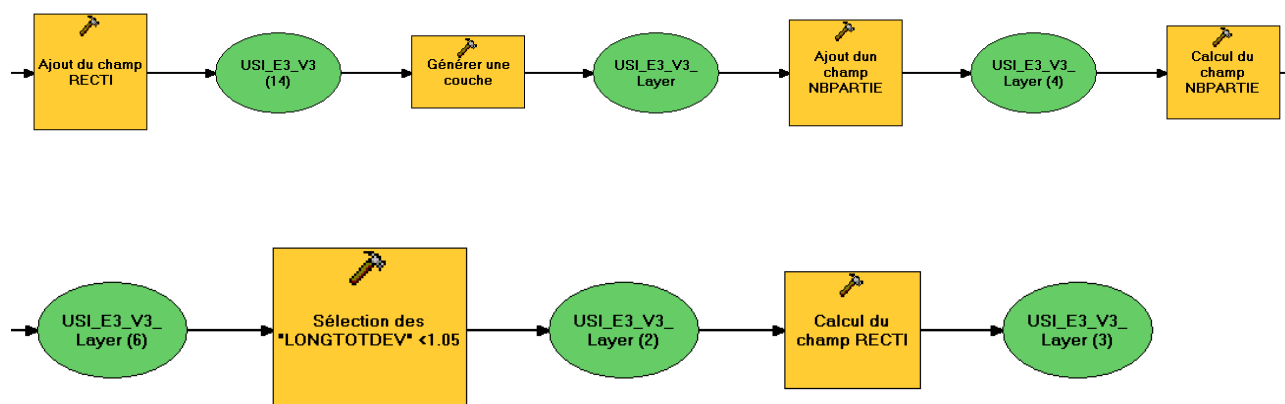 Ajout du champ
RECTI
USI_E3_V3
(14)
Générer une
couche
USI_E3_V3_
Layer
Ajout dun
champ
NBPARTIE
USI_E3_V3_
Layer (4)
Calcul du
champ
NBPARTIE
USI_E3_V3_
Layer (6)
Sélection des
"LONGTOTDEV" <1.05
USI_E3_V3_
Layer (2)
Calcul du
champ RECTI
USI_E3_V3_
Layer (3)